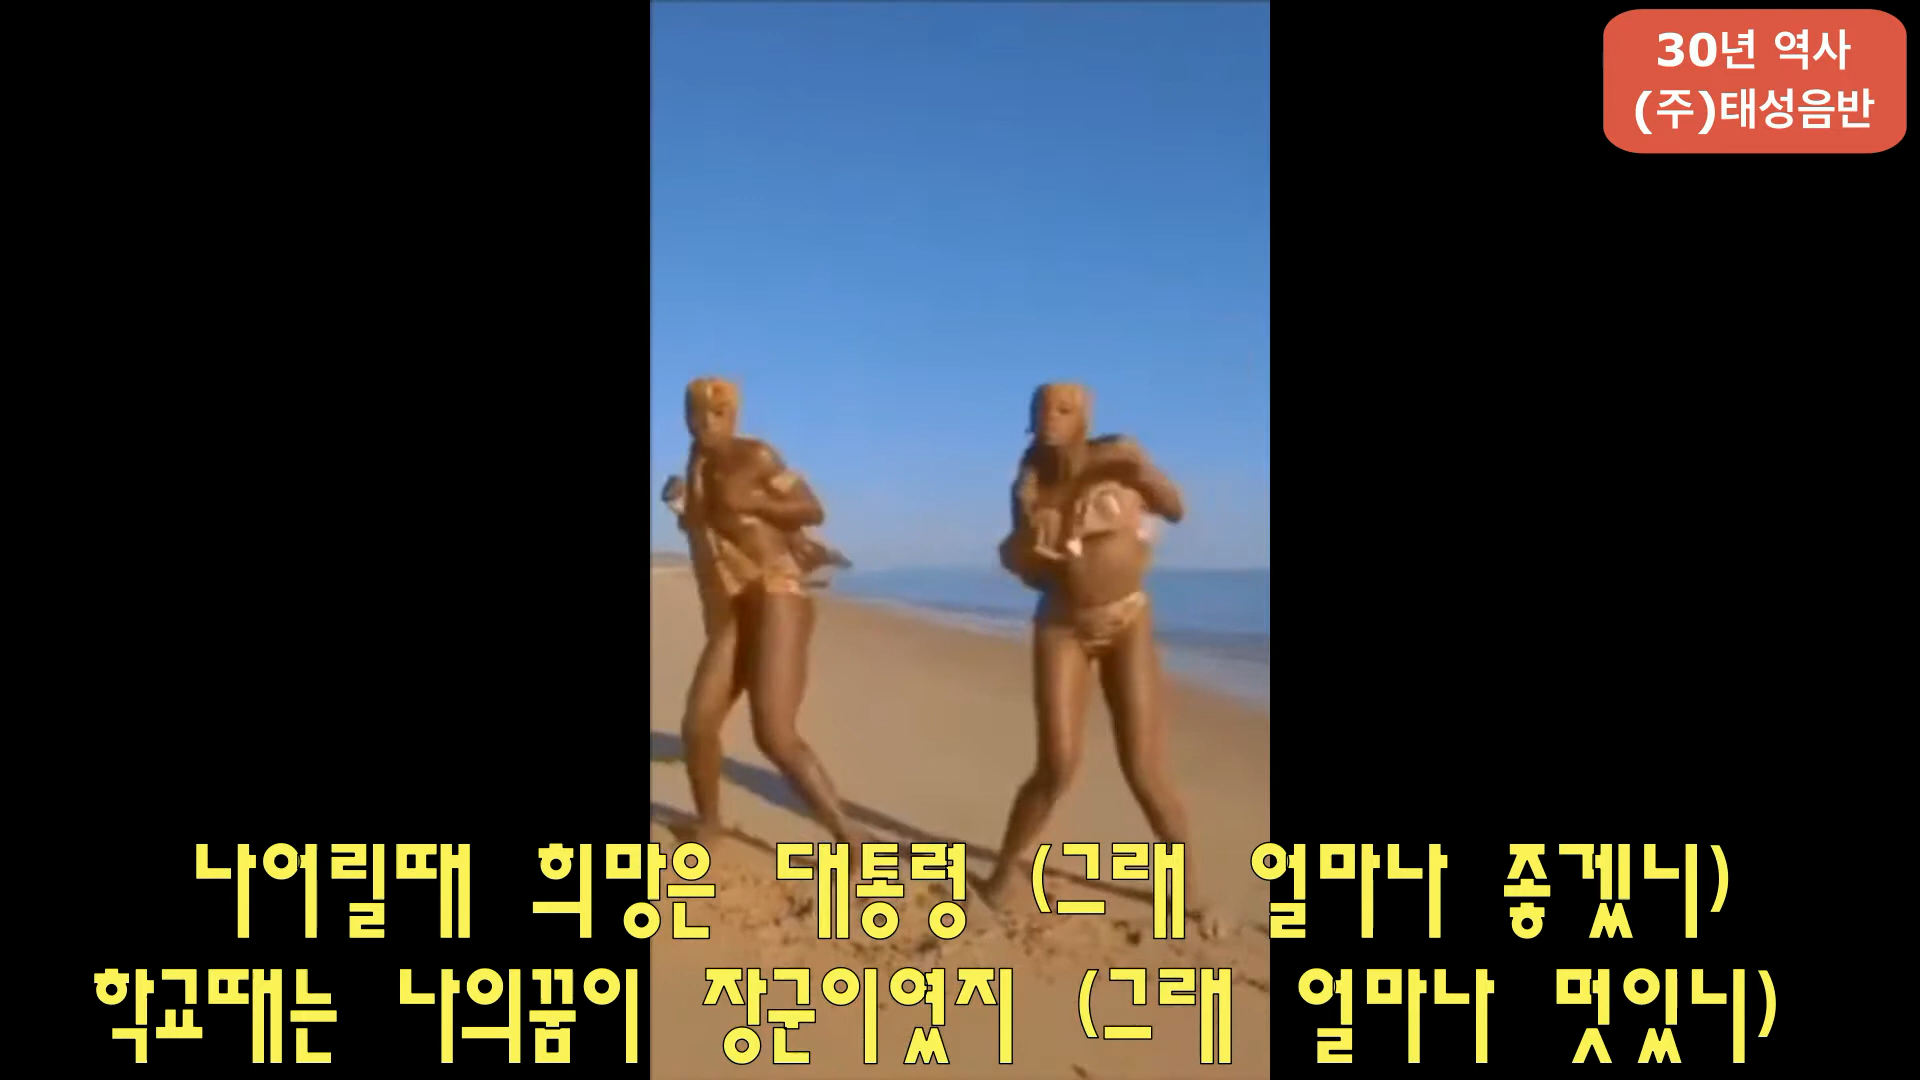 30년 역사
(주)태성음반
나어릴때 희망은 대통령 (그래 얼마나 좋겠니)
학교때는 나의꿈이 장군이였지 (그래 얼마나 멋있니)